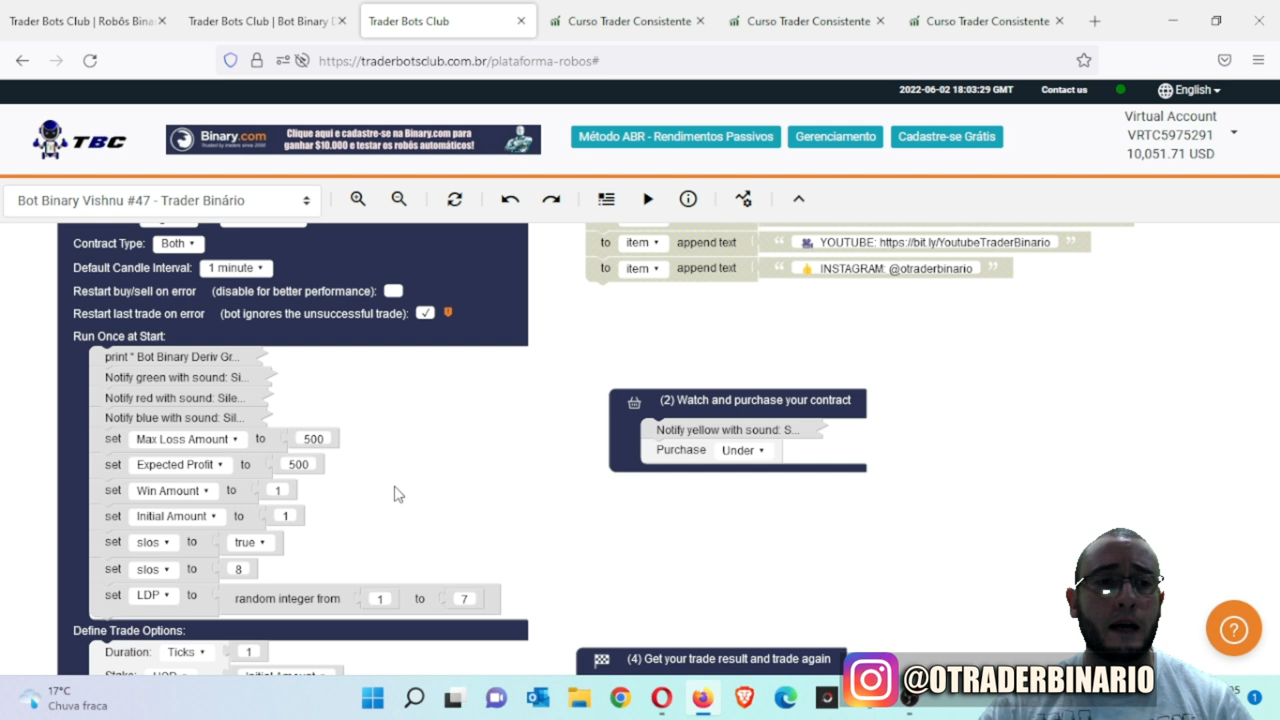 Trader Bots Club | Robôs Bina
Trader Bots Club | Bot Binary D
Trader Bots Club
Curso Trader Consistente
Curso Trader Consistente
Curso Trader Consistente
https://traderbotsclub.com.br/plataforma-robos#
2022-06-02 18:03:29 GMT
Contact us
English
TBC
Binary.com
Clique aqui e cadastre-se na Binary.com para
ganhar $10.000 e testar os robôs automáticos!
Método ABR - Rendimentos Passivos
Gerenciamento
Cadastre-se Grátis
Virtual Account
VRTC5975291
10,051.71 USD
Bot Binary Vishnu #47 - Trader Binário
Contract Type: Both
Default Candle Interval: 1 minute
Restart buy/sell on error (disable for better performance):
Restart last trade on error (bot ignores the unsuccessful trade):
Run Once at Start:
print " Bot Binary Deriv Gr...
Notify green with sound: Si...
Notify red with sound: Sile...
Notify blue with sound: Sil...
set Max Loss Amount to 500
set Expected Profit to 500
set Win Amount to 1
set Initial Amount to 1
set slos to true
set slos to 8
set LDP to random integer from 1 to 7
Define Trade Options:
Duration: Ticks 1
to item append text “ YOUTUBE: https://bit.ly/YoutubeTraderBinario ”
to item append text “ INSTAGRAM: @otraderbinario ”
(2) Watch and purchase your contract
Notify yellow with sound: S...
Purchase Under
(4) Get your trade result and trade again
@OTRADERBINARIO
17°C
Chuva fraca